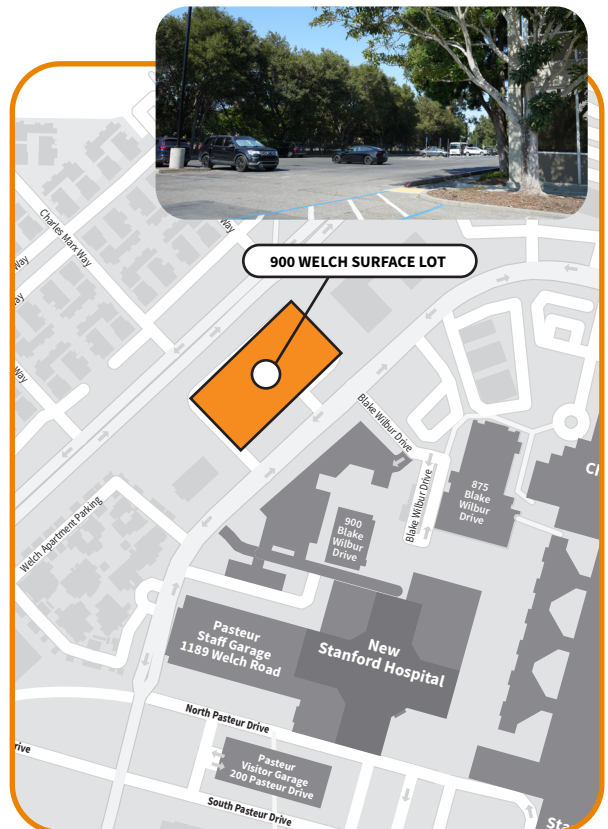 900 WELCH SURFACE LOT
Charles Marx Way
Way
Way
Way
Way
Blake Wilbur Drive
Blake Wilbur Drive
875
Blake
Wilbur
Drive
900
Blake
Wilbur
Drive
Welch Apartment Parking
Pasteur
Staff Garage
1189 Welch Road
New
Stanford Hospital
North Pasteur Drive
Pasteur
Visitor Garage
200 Pasteur Drive
South Pasteur Drive